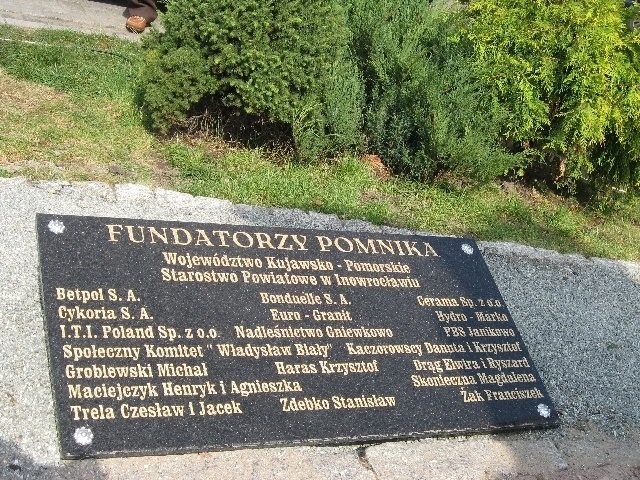 FUNDATORZY POMNIKA
Województwo Kujawsko - Pomorskie
Starostwo Powiatowe w Inowrocławiu
Betpol S. A. Bonduelle S. A. Cerama Sp. z o.o
Cykoria S. A. Euro - Granit Hydro - Marko
I.T.I. Poland Sp. z o.o Nadleśnictwo Gniewkowo PBS Janikowo
Społeczny Komitet " Władysław Biały" Kaczorowscy Danuta i Krzysztof
Groblewski Michał Haras Krzysztof Drąg Elwira i Ryszard
Maciejczyk Henryk i Agnieszka Skonieczna Magdalena
Trela Czesław i Jacek Zdebko Stanisław Żak Franciszek